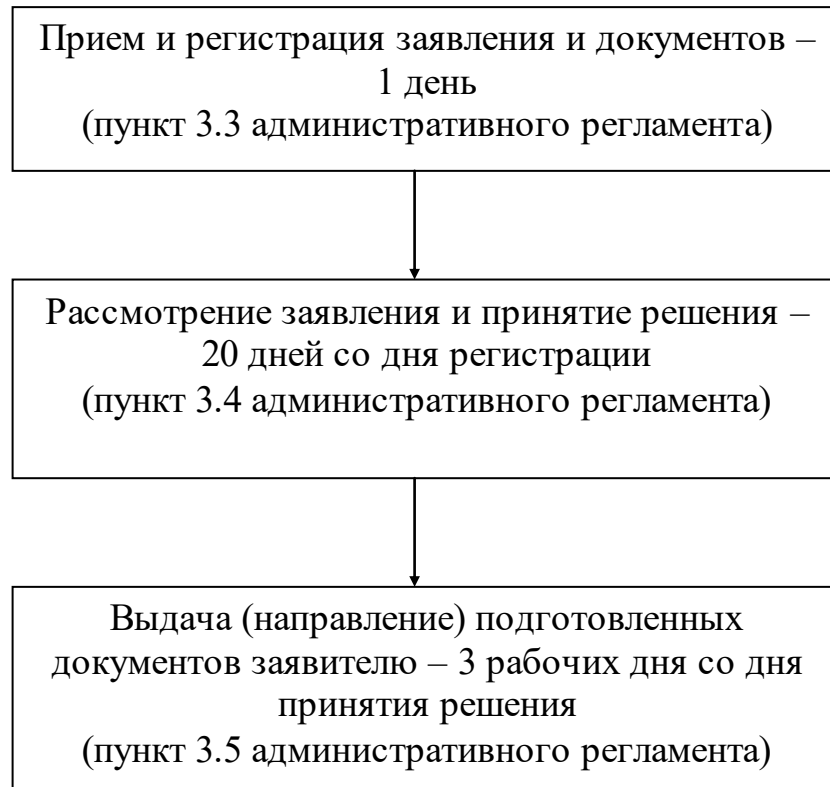 Прием и регистрация заявления и документов –
1 день
(пункт 3.3 административного регламента)
Рассмотрение заявления и принятие решения –
20 дней со дня регистрации
(пункт 3.4 административного регламента)
Выдача (направление) подготовленных
документов заявителю – 3 рабочих дня со дня
принятия решения
(пункт 3.5 административного регламента)